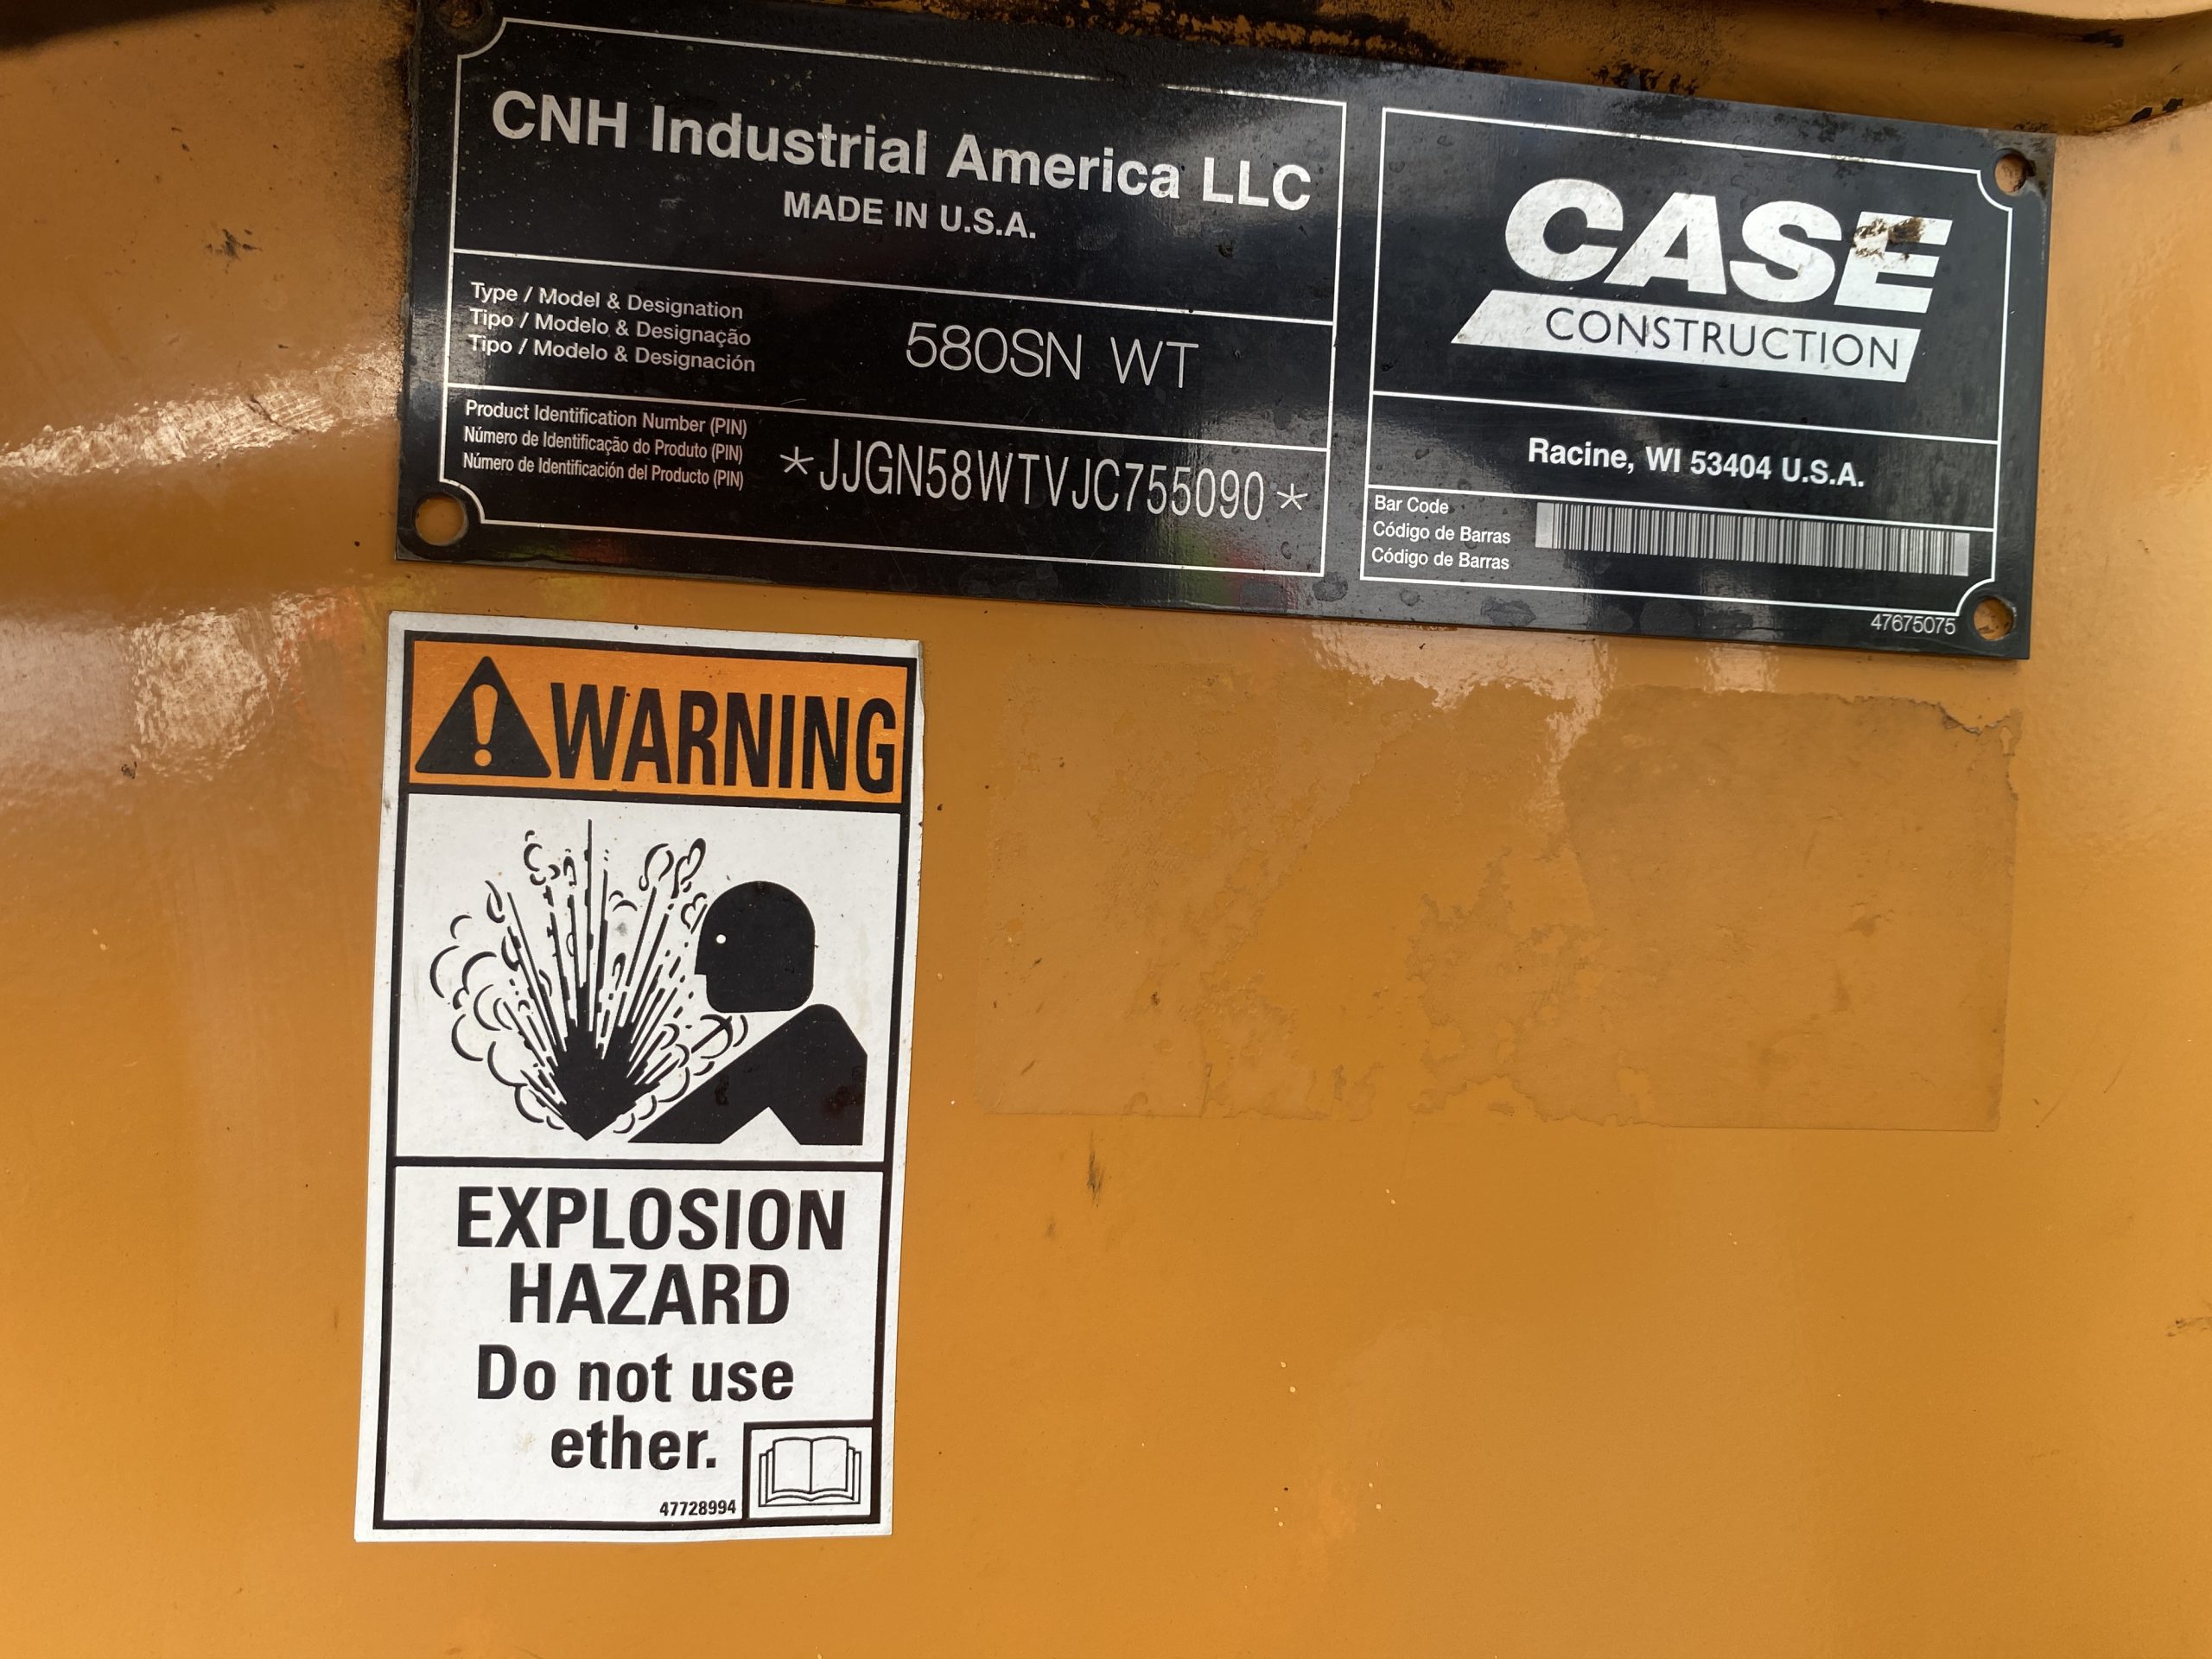 CNH Industrial America LLC
MADE IN U.S.A.
Type / Model & Designation
Tipo / Modelo & Designação
Tipo / Modelo & Designación
580SN WT
Product Identification Number (PIN)
Número de Identificação do Produto (PIN)
Número de Identificación del Producto (PIN)
*JJGN58WTVJC755090*
CASE
CONSTRUCTION
Racine, WI 53404 U.S.A.
Bar Code
Código de Barras
Código de Barras
47675075
WARNING
EXPLOSION
HAZARD
Do not use
ether.
47728994